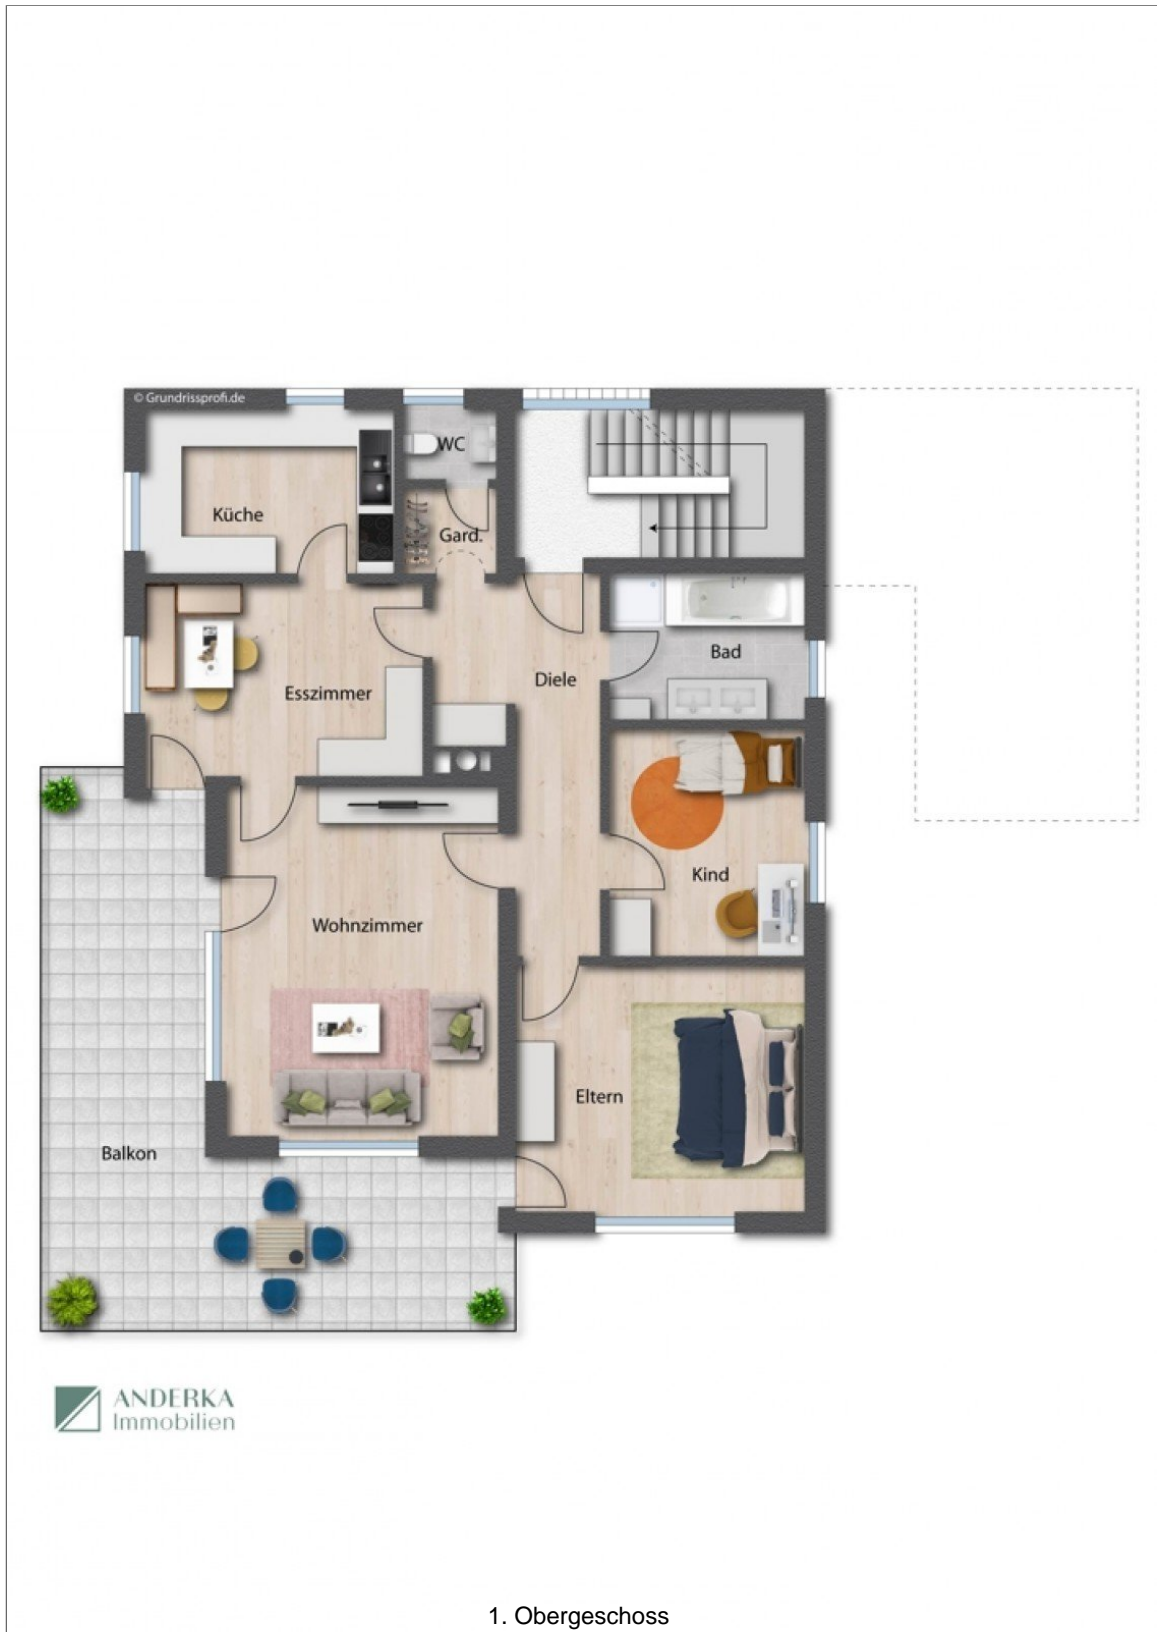 © Grundrissprofi.de
WC
Küche
Gard.
Bad
Diele
Esszimmer
Kind
Wohnzimmer
Eltern
Balkon
ANDERKA
Immobilien
1. Obergeschoss